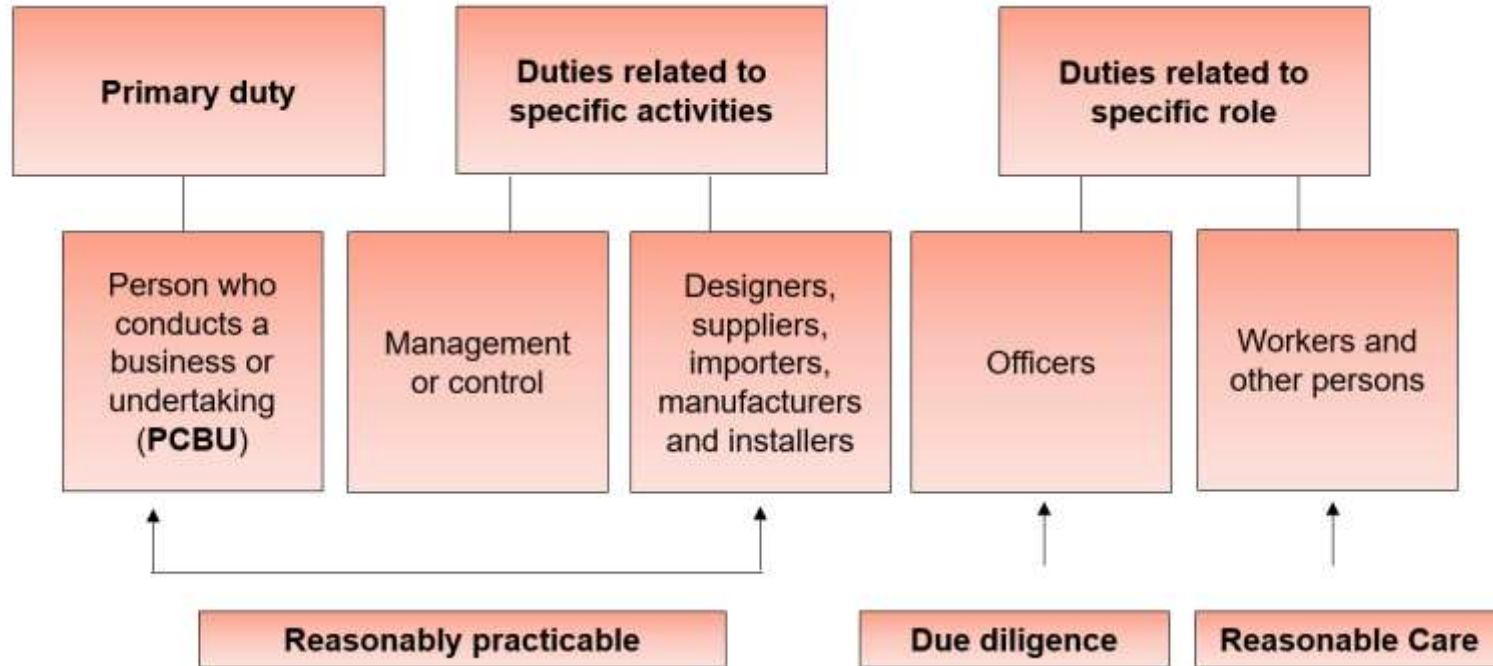 Primary duty
Duties related to
specific activities
Duties related to
specific role
Person who
conducts a
business or
undertaking
(PCBU)
Management
or control
Designers,
suppliers,
importers,
manufacturers
and installers
Officers
Workers and
other persons
Reasonably practicable
Due diligence
Reasonable Care